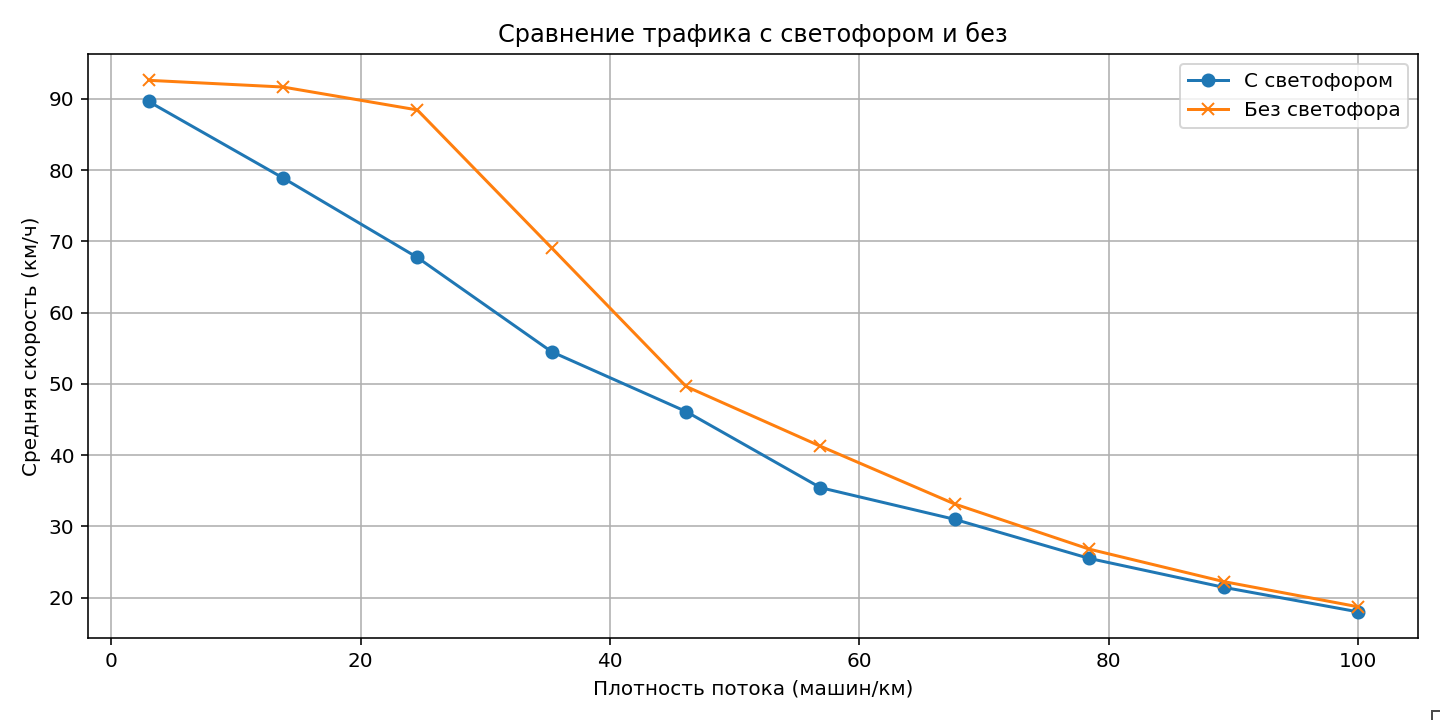 Сравнение трафика с светофором и без
С светофором
Без светофора
Средняя скорость (км/ч)
90
80
70
60
50
40
30
20
0 20 40 60 80 100
Плотность потока (машин/км)